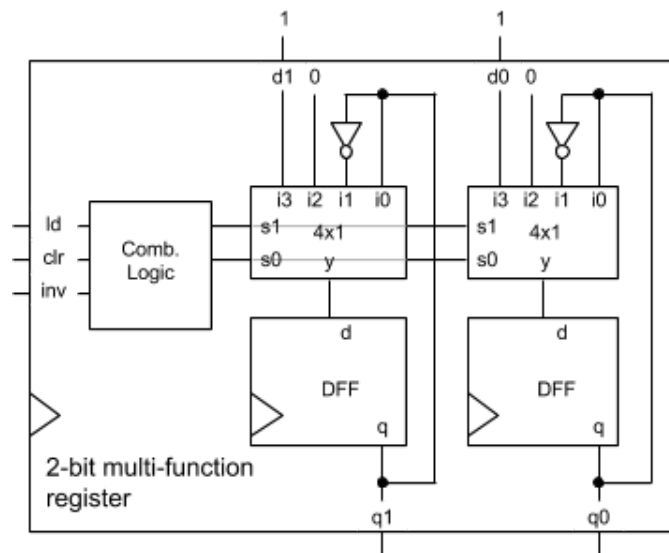 1 1
d1 0 d0 0
i3 i2 i1 i0 i3 i2 i1 i0
ld s1 4x1 s1 4x1
clr Comb. Logic s0 y s0 y
inv
d d
DFF DFF
q q
2-bit multi-function
register
q1 q0